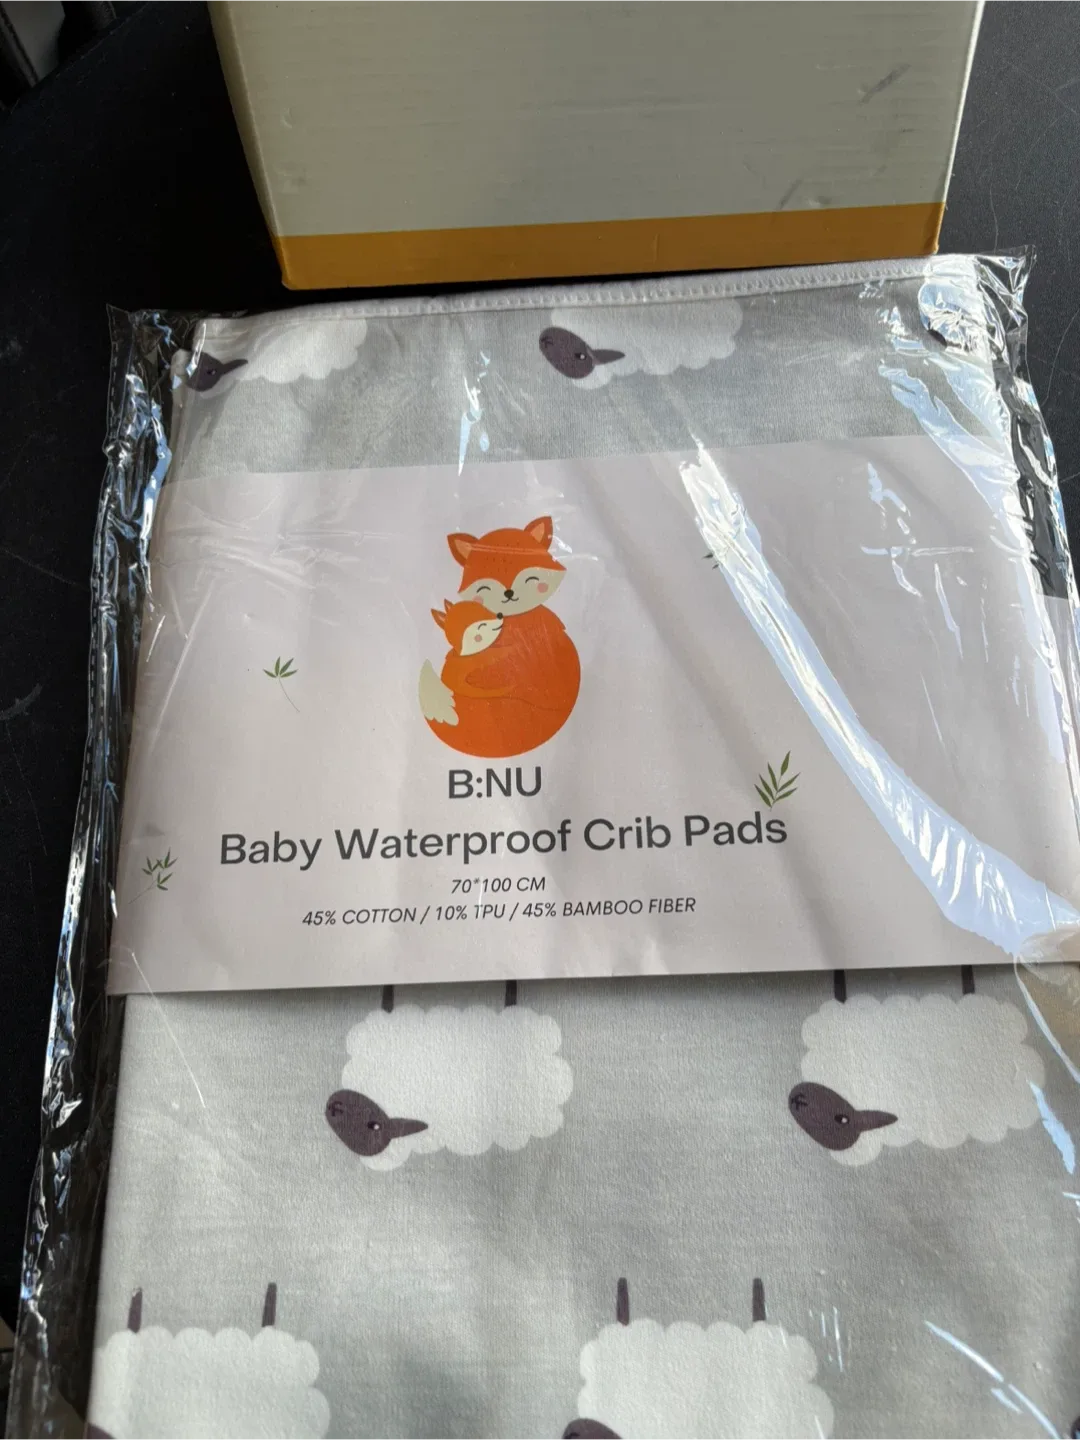 B:NU
Baby Waterproof Crib Pads
70*100 CM
45% COTTON / 10% TPU / 45% BAMBOO FIBER